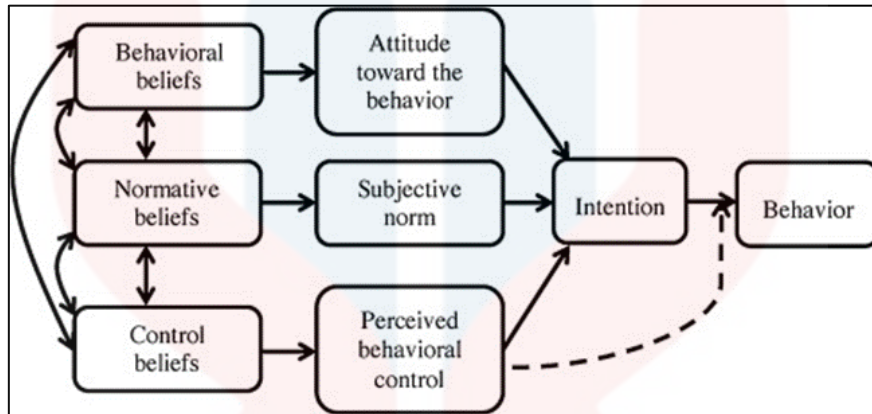 Behavioral
beliefs
Attitude
toward the
behavior
Normative
beliefs
Subjective
norm
Intention
Behavior
Control
beliefs
Perceived
behavioral
control